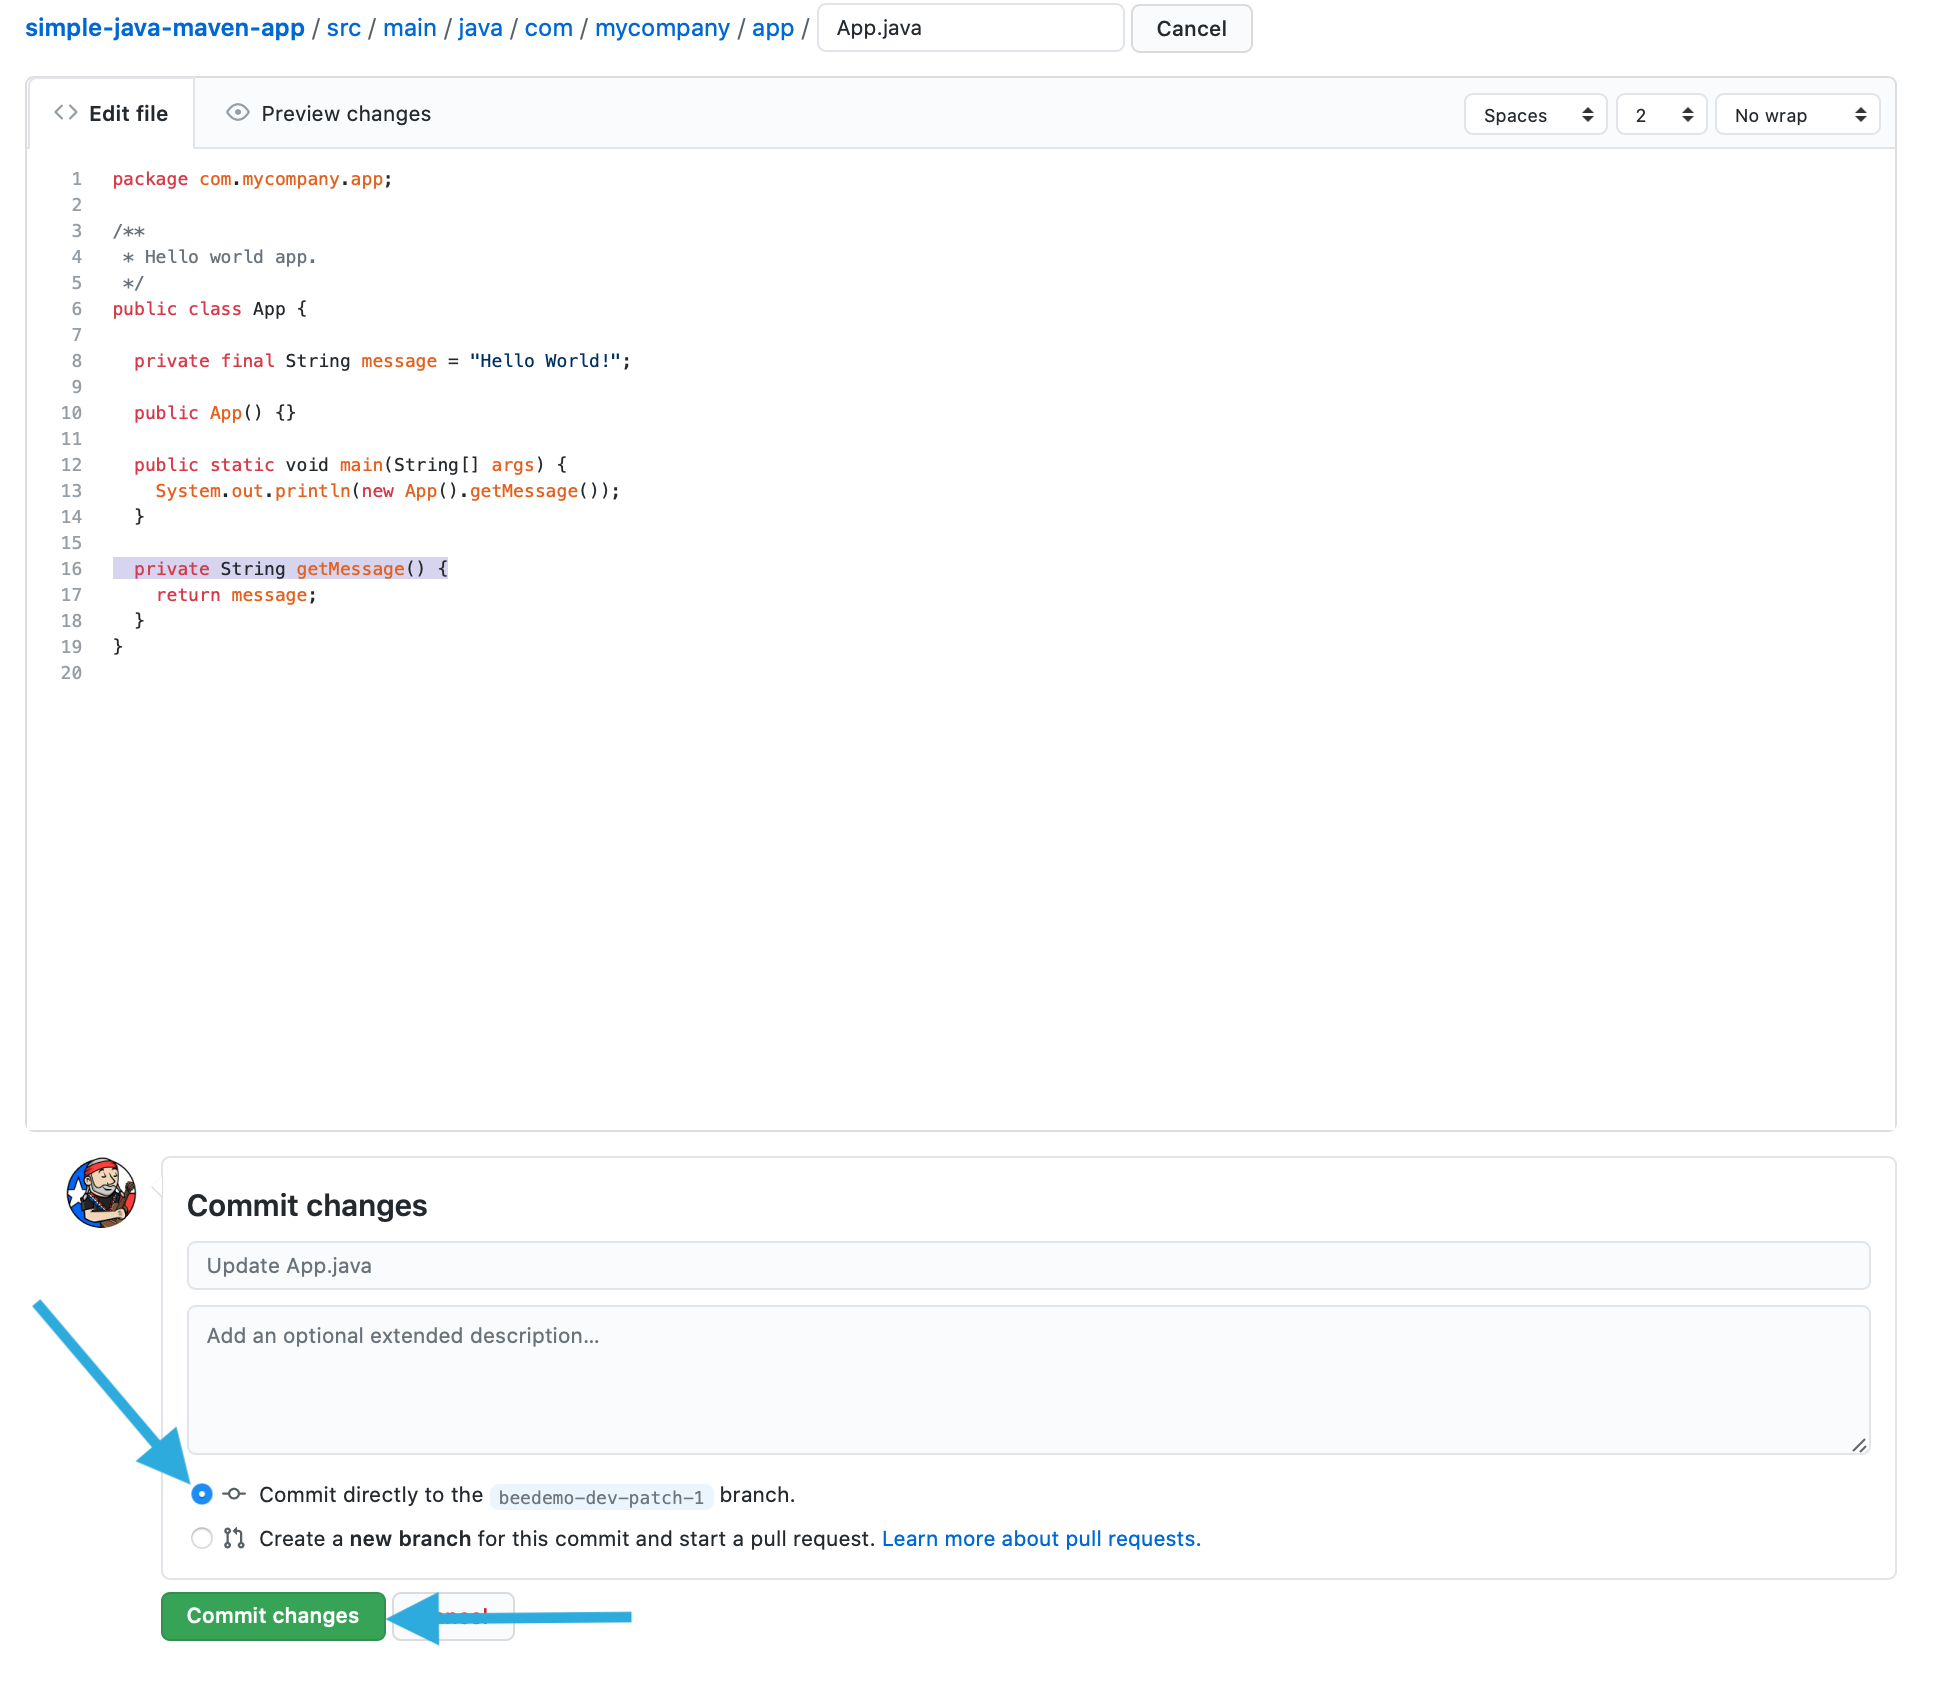 simple-java-maven-app / src / main / java / com / mycompany / app / App.java Cancel
<> Edit file Preview changes Spaces 2 No wrap
1 package com.mycompany.app;
2
3 /**
4  * Hello world app.
5  */
6 public class App {
7
8   private final String message = "Hello World!";
9
10   public App() {}
11
12   public static void main(String[] args) {
13     System.out.println(new App().getMessage());
14   }
15
16   private String getMessage() {
17     return message;
18   }
19 }
20
Commit changes
Update App.java
Add an optional extended description...
Commit directly to the beedemo-dev-patch-1 branch.
Create a new branch for this commit and start a pull request. Learn more about pull requests.
Commit changes